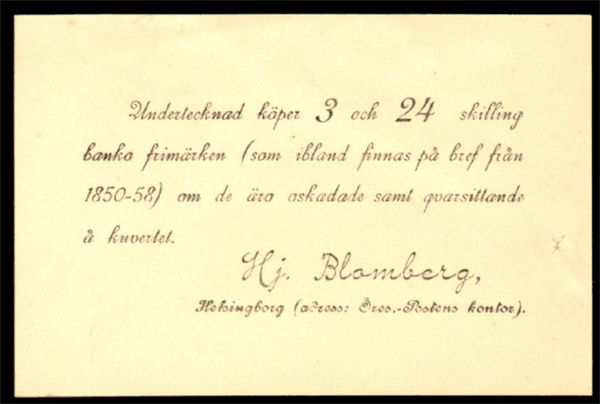 Undertecknad köper 3 och 24 skilling
banko frimärken (som ibland finnas på bref från
1850-58) om de äro oskadade samt qvarsittande
å kuvertet.
Hj. Blomberg,
Helsingborg (adress: Öres.-Postens kontor).